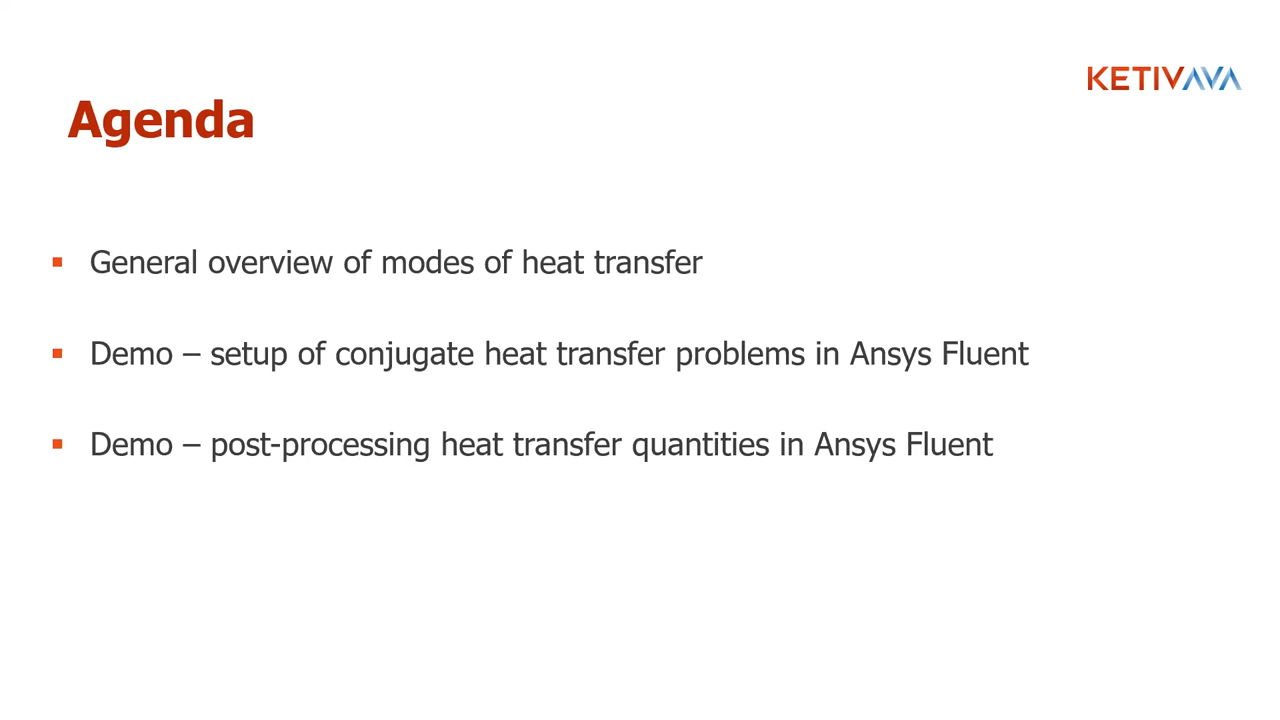 KETIVAVA
Agenda
▪ General overview of modes of heat transfer
▪ Demo – setup of conjugate heat transfer problems in Ansys Fluent
▪ Demo – post-processing heat transfer quantities in Ansys Fluent